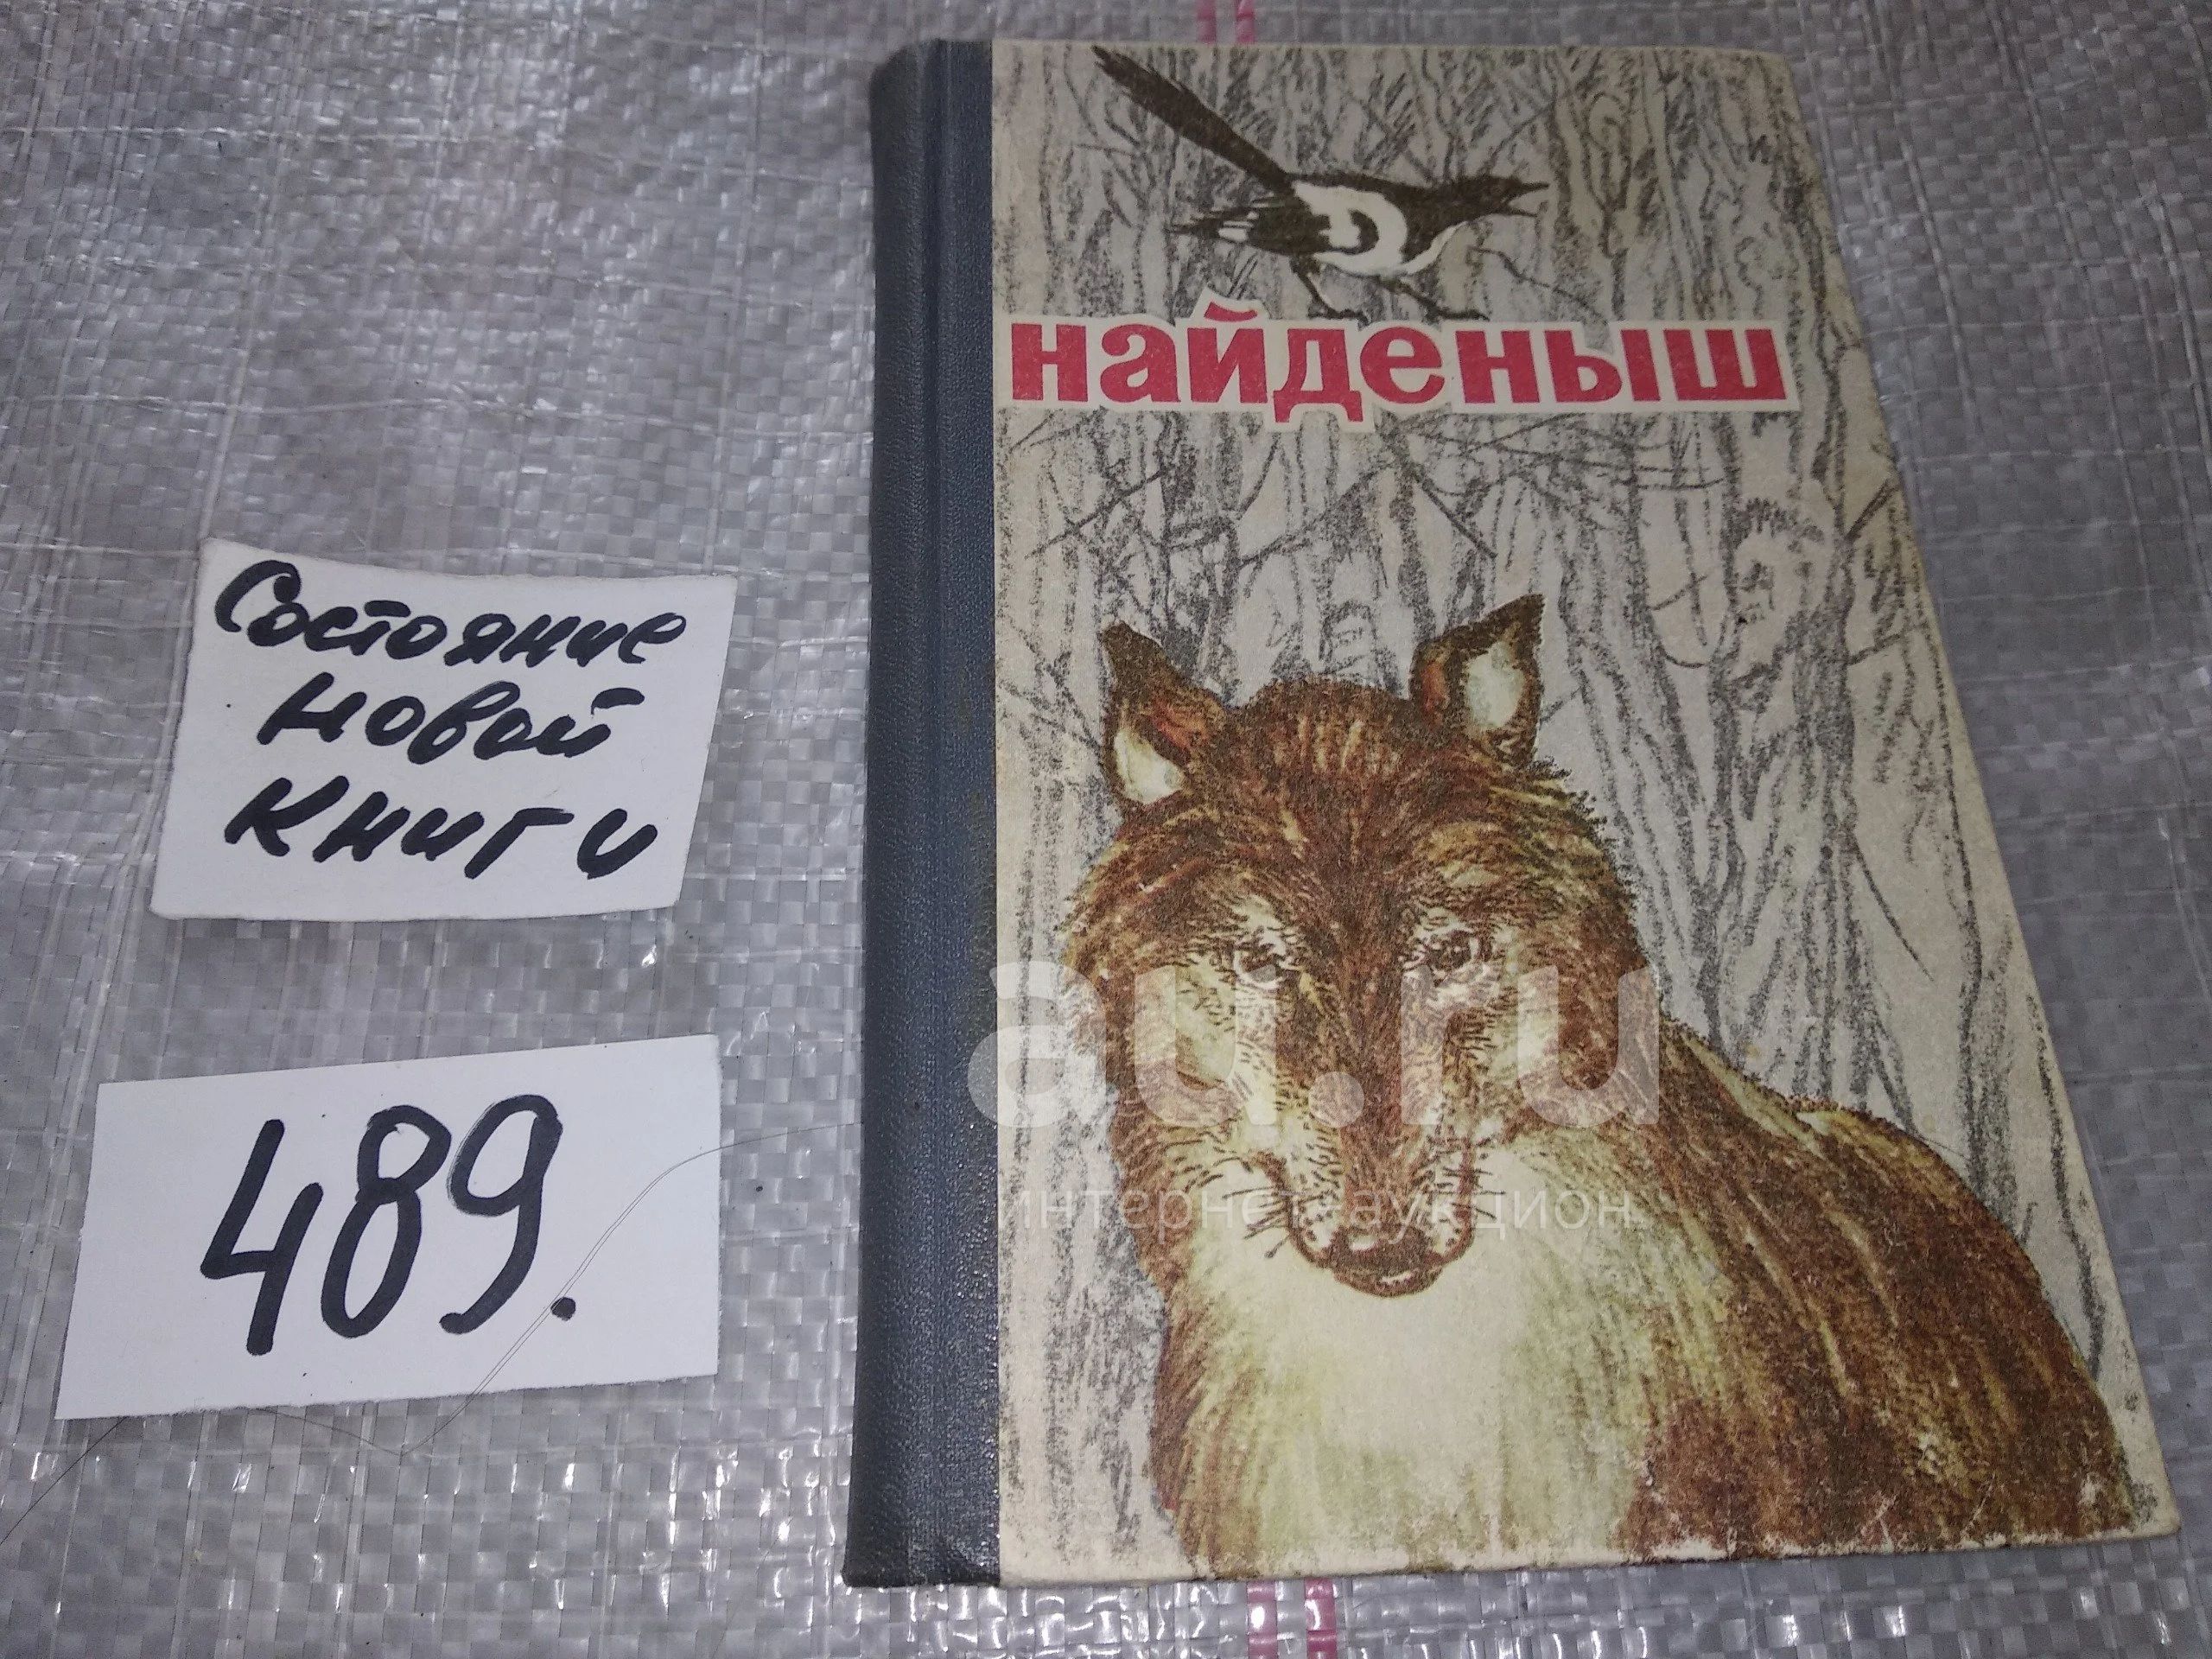 найденыш
Состояние
новой
книги
489.
au.ru
интернет-аукцион